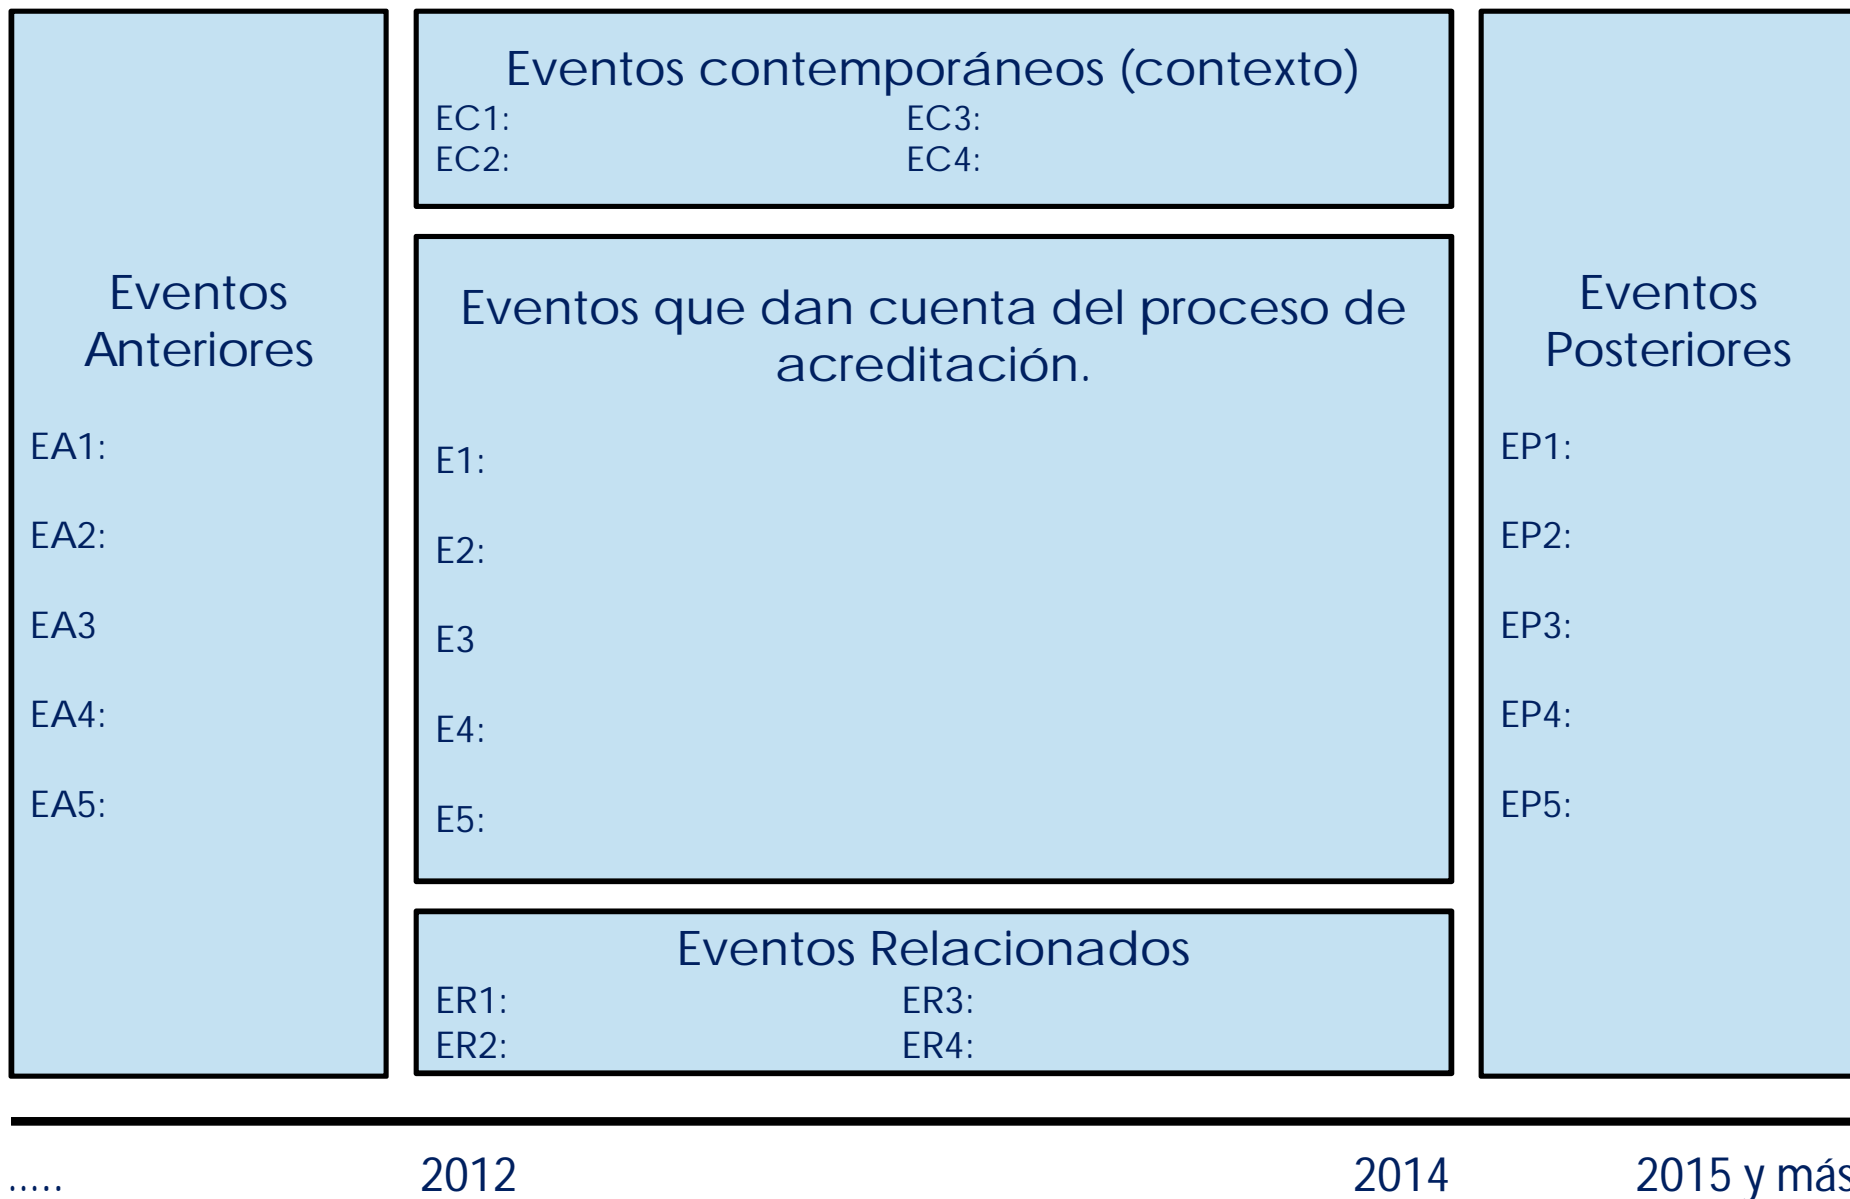 Eventos contemporáneos (contexto)
EC1: EC3:
EC2: EC4:
Eventos
Anteriores
EA1:
EA2:
EA3
EA4:
EA5:
Eventos que dan cuenta del proceso de
acreditación.
E1:
E2:
E3
E4:
E5:
Eventos
Posteriores
EP1:
EP2:
EP3:
EP4:
EP5:
Eventos Relacionados
ER1: ER3:
ER2: ER4:
..... 2012 2014 2015 y más